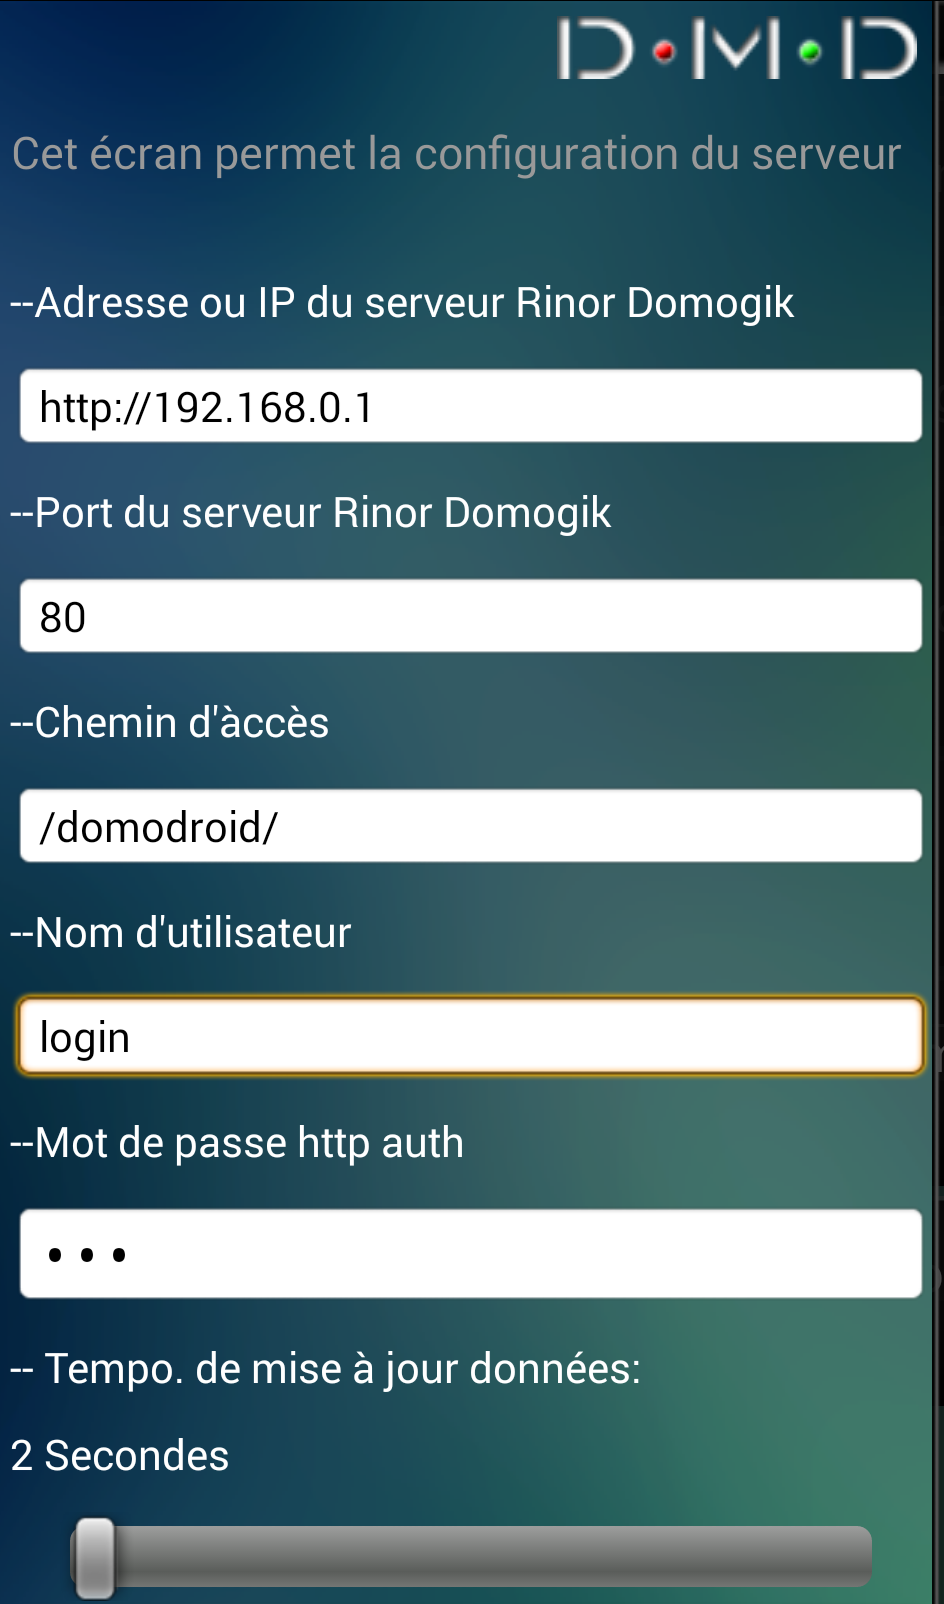 D•M•D
Cet écran permet la configuration du serveur
--Adresse ou IP du serveur Rinor Domogik
http://192.168.0.1
--Port du serveur Rinor Domogik
80
--Chemin d'àccès
/domodroid/
--Nom d'utilisateur
login
--Mot de passe http auth
•••
-- Tempo. de mise à jour données:
2 Secondes